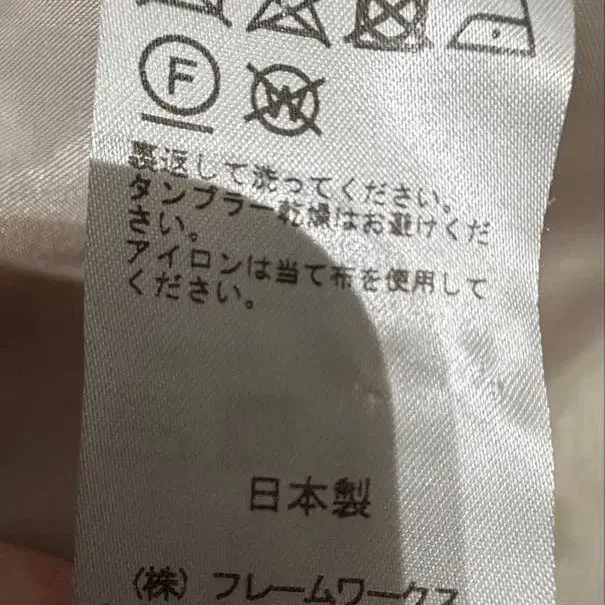 F W
裏返して洗ってください。
タンブラー乾燥はお避けくだ
さい。
アイロンは当て布を使用して
ください。
日本製
(株) フレームワークス